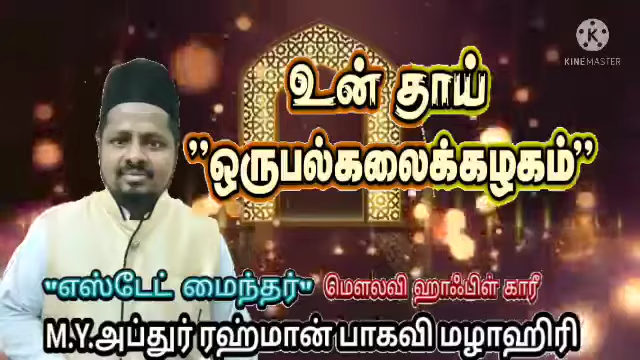 KINEMASTER
உன் தாய்
”ஒருபல்கலைக்கழகம்”
"எஸ்டேட் மைந்தர்" மௌலவி ஹாஃபிள் காரீ
M.Y.அப்துர் ரஹ்மான் பாகவி மழாஹிரி